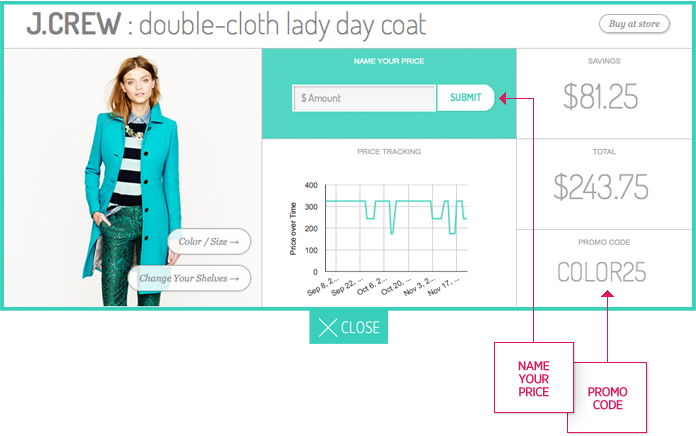 J.CREW : double-cloth lady day coat
Buy at store
NAME YOUR PRICE
$ Amount
SUBMIT
SAVINGS
$81.25
PRICE TRACKING
Price over Time
400
300
200
100
0
Sep 8, 2...
Sep 22, ...
Oct 6, 2...
Oct 20, ...
Nov 3, 2...
Nov 17, ...
TOTAL
$243.75
PROMO CODE
COLOR25
Color / Size →
Change Your Shelves →
CLOSE
NAME
YOUR
PRICE
PROMO
CODE